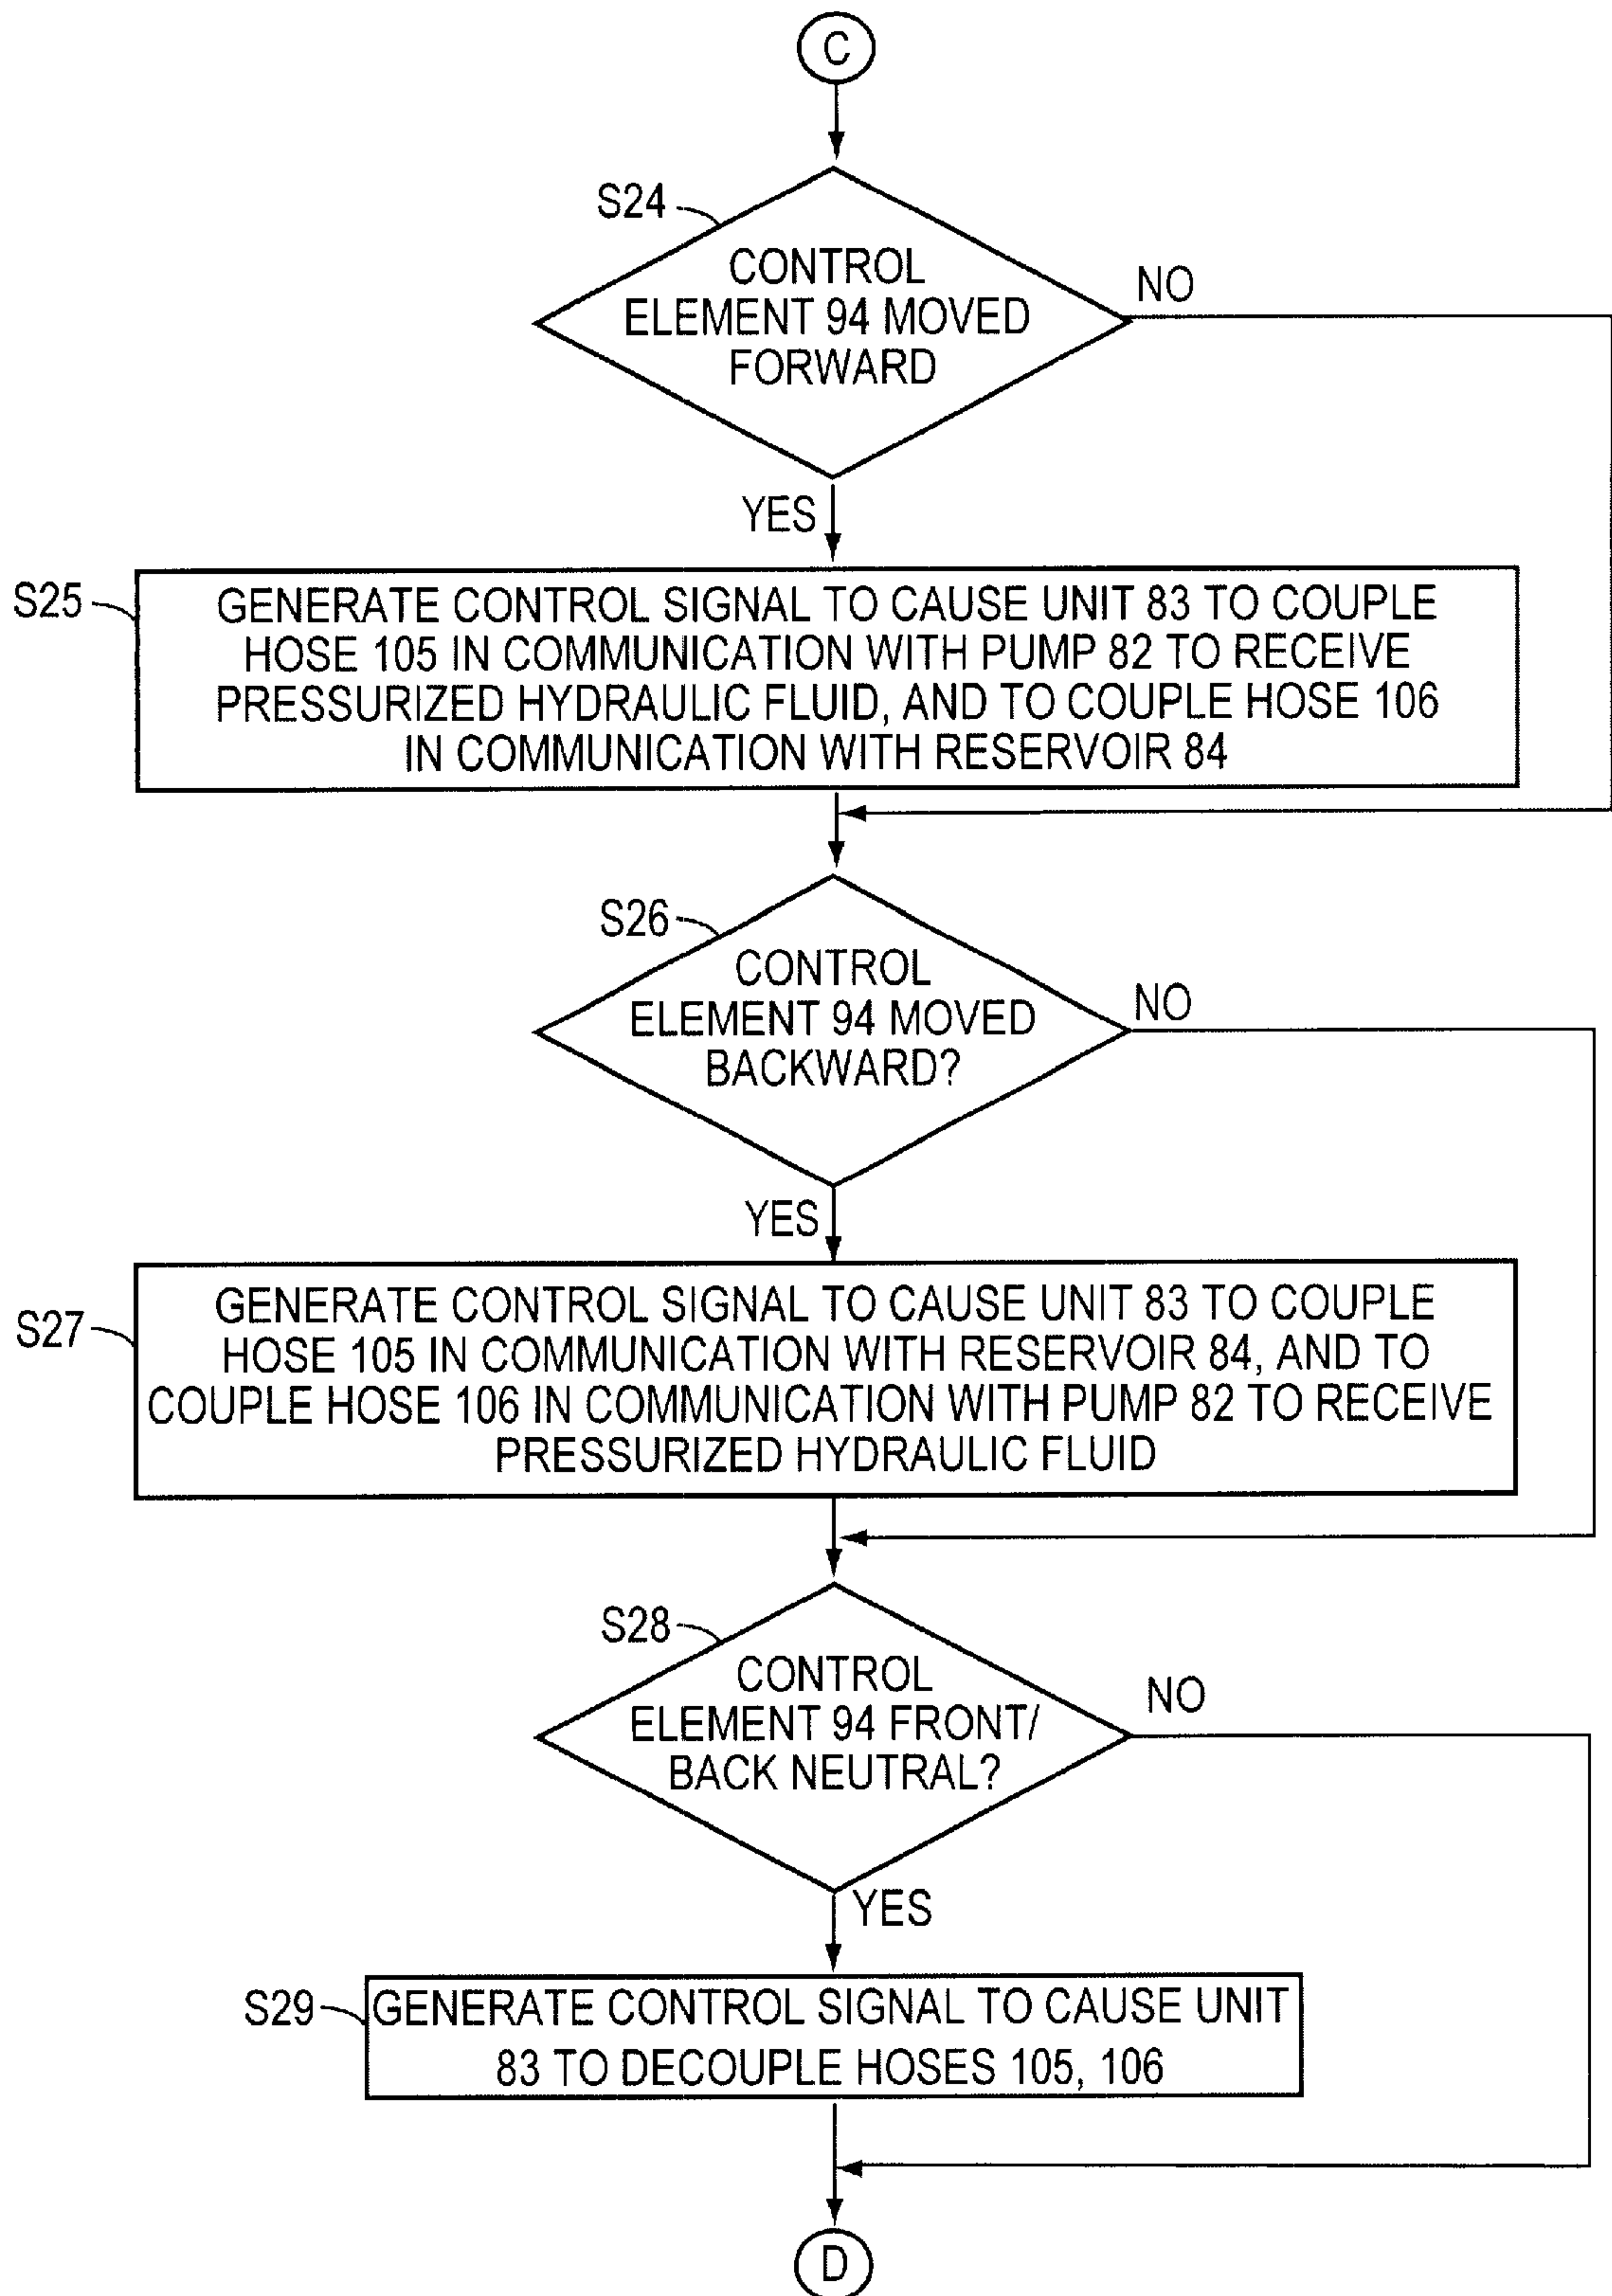 C
S24
CONTROL
ELEMENT 94 MOVED
FORWARD
NO
YES
S25
GENERATE CONTROL SIGNAL TO CAUSE UNIT 83 TO COUPLE
HOSE 105 IN COMMUNICATION WITH PUMP 82 TO RECEIVE
PRESSURIZED HYDRAULIC FLUID, AND TO COUPLE HOSE 106
IN COMMUNICATION WITH RESERVOIR 84
S26
CONTROL
ELEMENT 94 MOVED
BACKWARD?
NO
YES
S27
GENERATE CONTROL SIGNAL TO CAUSE UNIT 83 TO COUPLE
HOSE 105 IN COMMUNICATION WITH RESERVOIR 84, AND TO
COUPLE HOSE 106 IN COMMUNICATION WITH PUMP 82 TO RECEIVE
PRESSURIZED HYDRAULIC FLUID
S28
CONTROL
ELEMENT 94 FRONT/
BACK NEUTRAL?
NO
YES
S29
GENERATE CONTROL SIGNAL TO CAUSE UNIT
83 TO DECOUPLE HOSES 105, 106
D